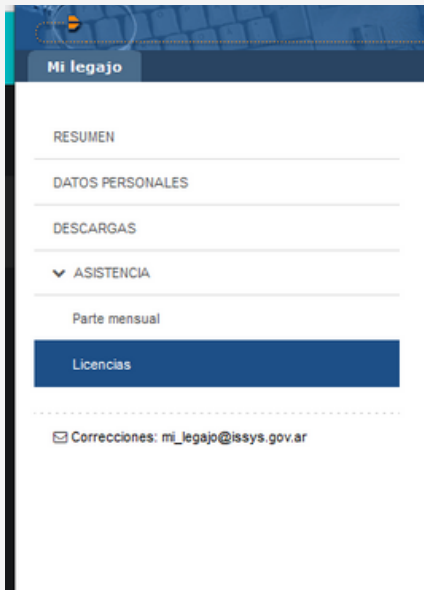 Mi legajo
RESUMEN
DATOS PERSONALES
DESCARGAS
ASISTENCIA
Parte mensual
Licencias
Correcciones: mi_legajo@issys.gov.ar